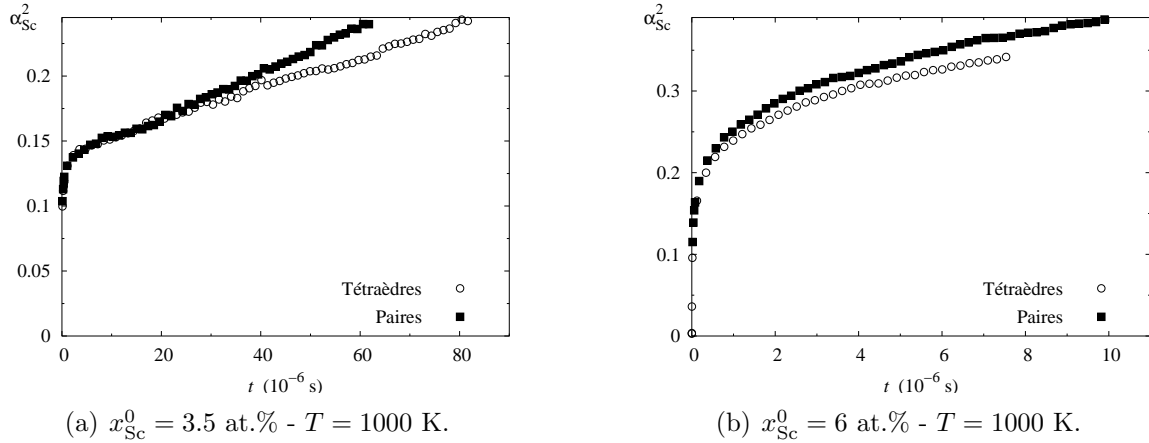 α²Sc
0.2
0.15
0.1
0.05
0
0
20
40
60
80
t (10⁻⁶ s)
Tétraèdres
Paires
(a) x⁰Sc = 3.5 at.% - T = 1000 K.
α²Sc
0.3
0.2
0.1
0
0
2
4
6
8
10
t (10⁻⁶ s)
Tétraèdres
Paires
(b) x⁰Sc = 6 at.% - T = 1000 K.